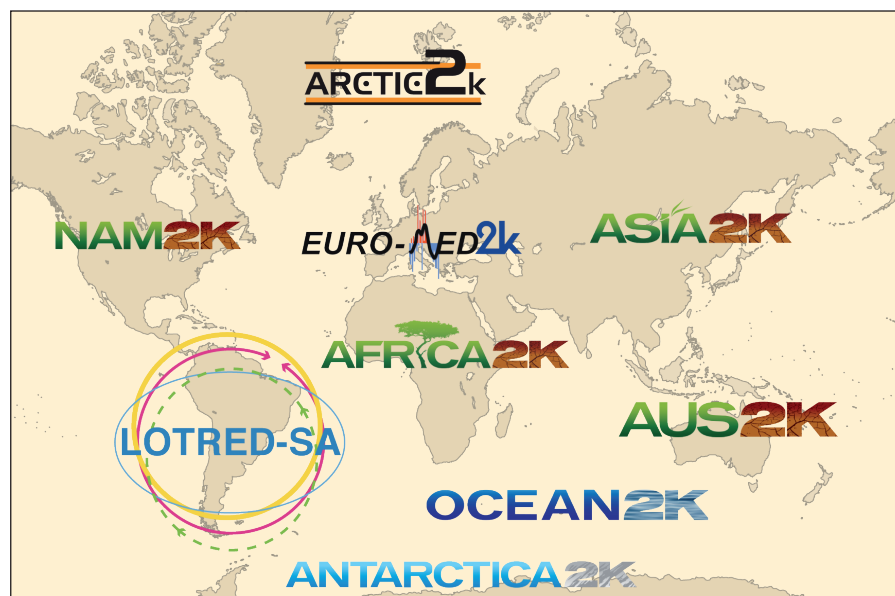 ARCTIC2k
NAM2K
EURO-MED2k
ASIA2K
AFRICA2K
AUS2K
LOTRED-SA
OCEAN2K
ANTARCTICA2K